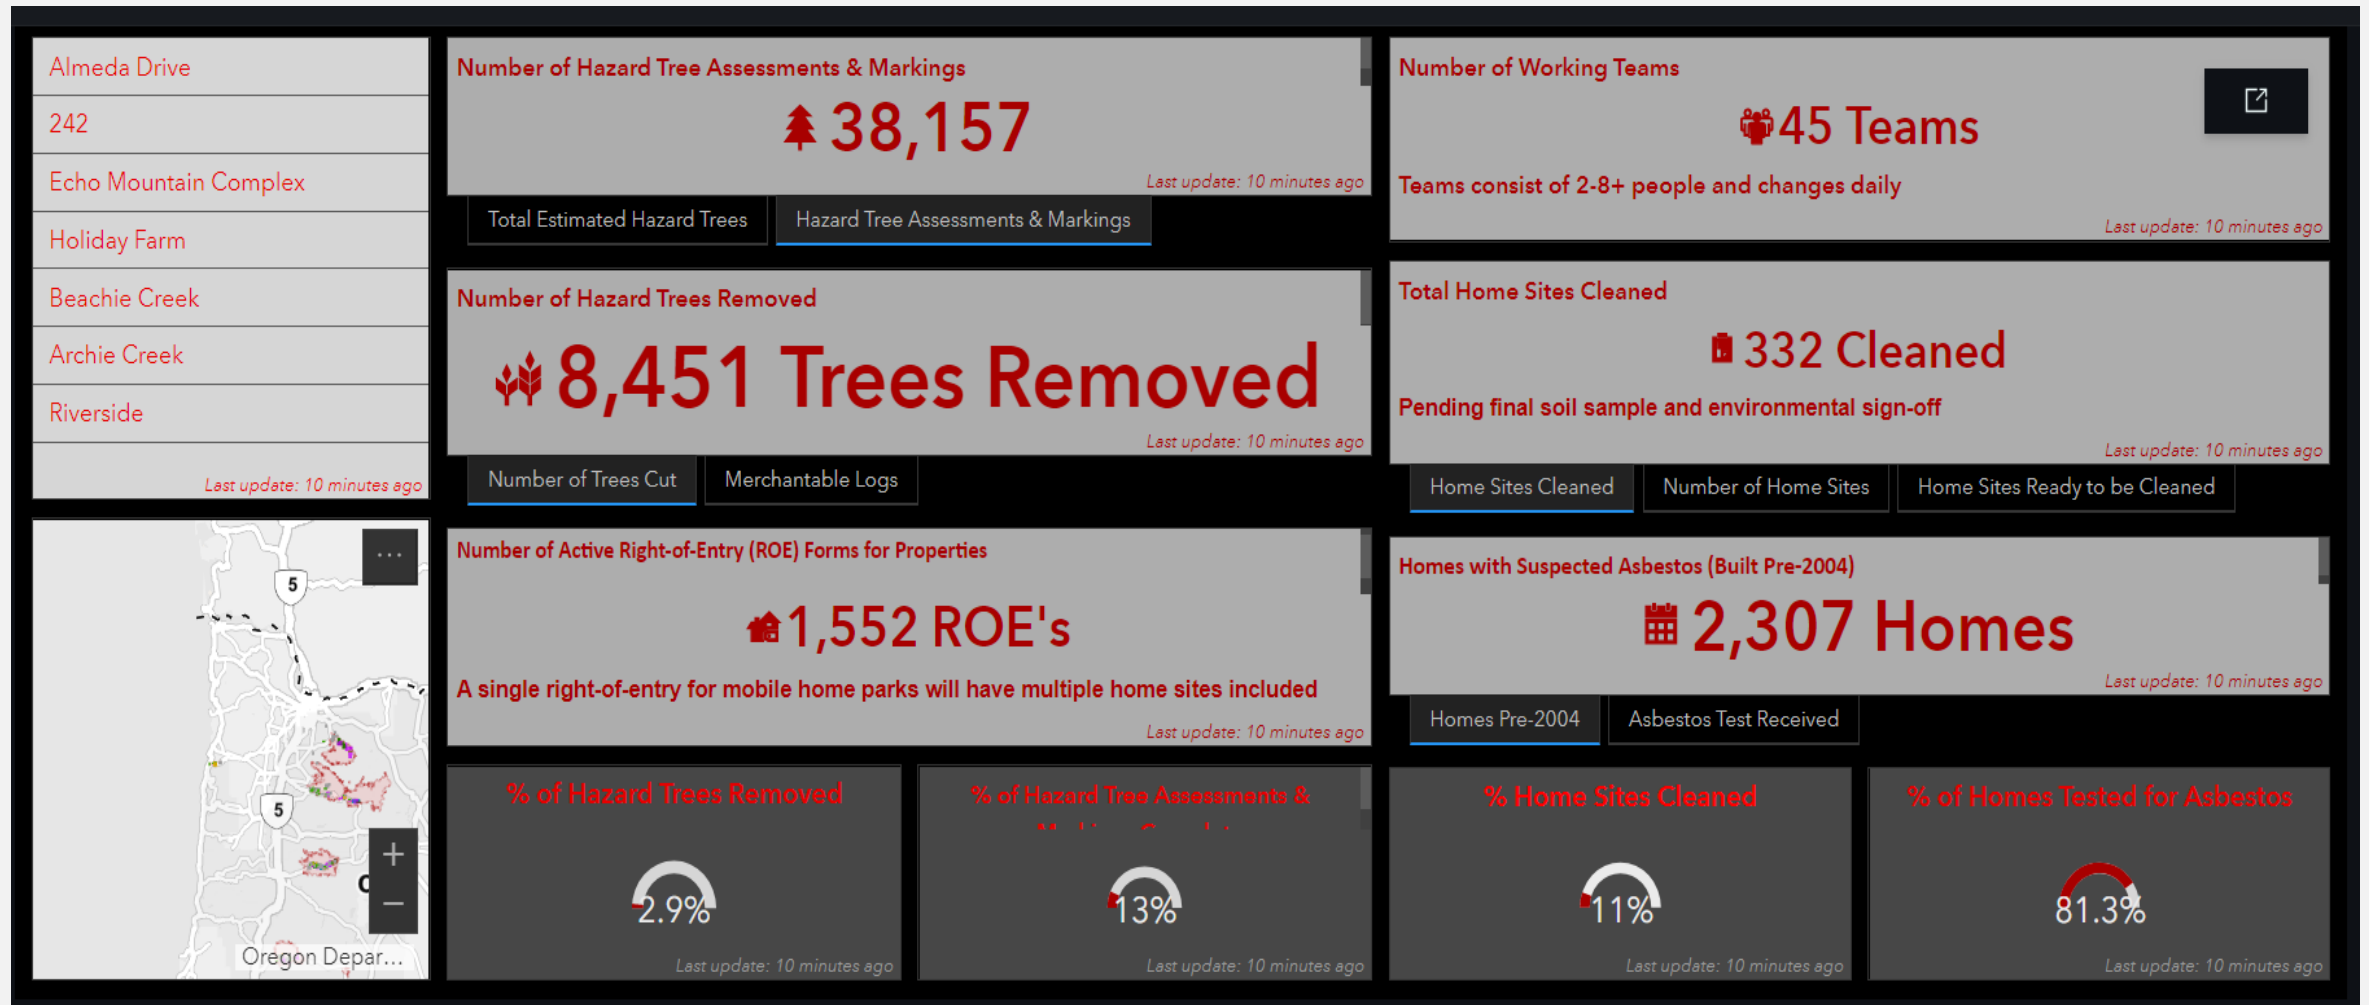 Almeda Drive
242
Echo Mountain Complex
Holiday Farm
Beachie Creek
Archie Creek
Riverside
Last update: 10 minutes ago
5
5
Oregon Depar...
Number of Hazard Tree Assessments & Markings
38,157
Last update: 10 minutes ago
Total Estimated Hazard Trees
Hazard Tree Assessments & Markings
Number of Hazard Trees Removed
8,451 Trees Removed
Last update: 10 minutes ago
Number of Trees Cut
Merchantable Logs
Number of Active Right-of-Entry (ROE) Forms for Properties
1,552 ROE's
A single right-of-entry for mobile home parks will have multiple home sites included
Last update: 10 minutes ago
Number of Working Teams
45 Teams
Teams consist of 2-8+ people and changes daily
Last update: 10 minutes ago
Total Home Sites Cleaned
332 Cleaned
Pending final soil sample and environmental sign-off
Last update: 10 minutes ago
Home Sites Cleaned
Number of Home Sites
Home Sites Ready to be Cleaned
Homes with Suspected Asbestos (Built Pre-2004)
2,307 Homes
Last update: 10 minutes ago
Homes Pre-2004
Asbestos Test Received
% of Hazard Trees Removed
2.9%
Last update: 10 minutes ago
% of Hazard Tree Assessments &
13%
Last update: 10 minutes ago
% Home Sites Cleaned
11%
Last update: 10 minutes ago
% of Homes Tested for Asbestos
81.3%
Last update: 10 minutes ago